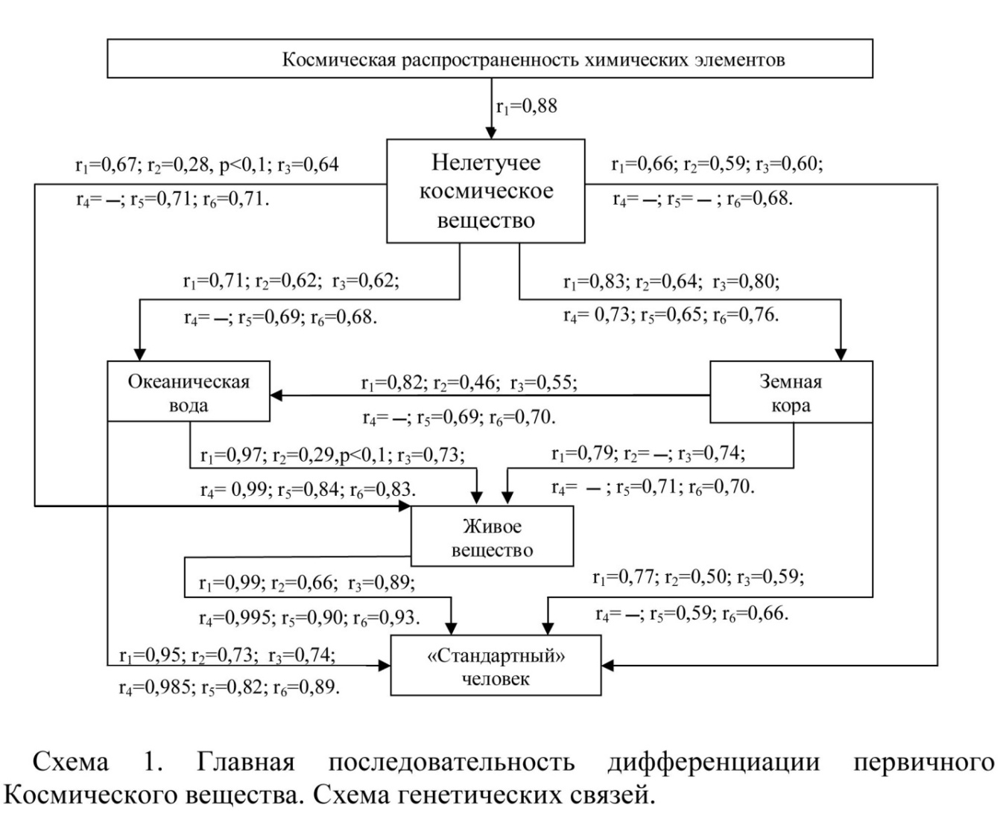 Космическая распространенность химических элементов
r₁=0,88
Нелетучее
космическое
вещество
r₁=0,67; r₂=0,28, p<0,1; r₃=0,64
r₄= –; r₅=0,71; r₆=0,71.
r₁=0,66; r₂=0,59; r₃=0,60;
r₄= –; r₅= – ; r₆=0,68.
r₁=0,71; r₂=0,62; r₃=0,62;
r₄= –; r₅=0,69; r₆=0,68.
r₁=0,83; r₂=0,64; r₃=0,80;
r₄= 0,73; r₅=0,65; r₆=0,76.
Океаническая
вода
r₁=0,82; r₂=0,46; r₃=0,55;
r₄= –; r₅=0,69; r₆=0,70.
Земная
кора
r₁=0,97; r₂=0,29,p<0,1; r₃=0,73;
r₄= 0,99; r₅=0,84; r₆=0,83.
r₁=0,79; r₂= –; r₃=0,74;
r₄= – ; r₅=0,71; r₆=0,70.
Живое
вещество
r₁=0,99; r₂=0,66; r₃=0,89;
r₄=0,995; r₅=0,90; r₆=0,93.
r₁=0,77; r₂=0,50; r₃=0,59;
r₄= –; r₅=0,59; r₆=0,66.
r₁=0,95; r₂=0,73; r₃=0,74;
r₄=0,985; r₅=0,82; r₆=0,89.
«Стандартный»
человек
Схема 1. Главная последовательность дифференциации первичного
Космического вещества. Схема генетических связей.